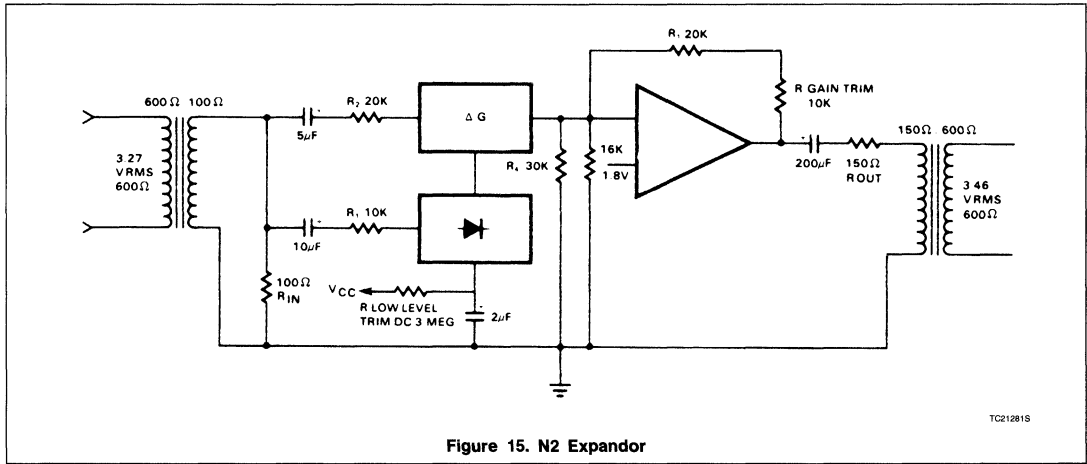 R₁ 20K
R GAIN TRIM
10K
600Ω 100Ω
5μF
+
R₂ 20K
ΔG
3.27
VRMS
600Ω
R₄ 30K
16K
1.8V
+
200μF
150Ω
ROUT
150Ω 600Ω
3 46
VRMS
600Ω
+
10μF
R₁ 10K
100Ω
RIN
VCC
R LOW LEVEL
TRIM DC 3 MEG
+
2μF
TC21281S
Figure 15. N2 Expandor